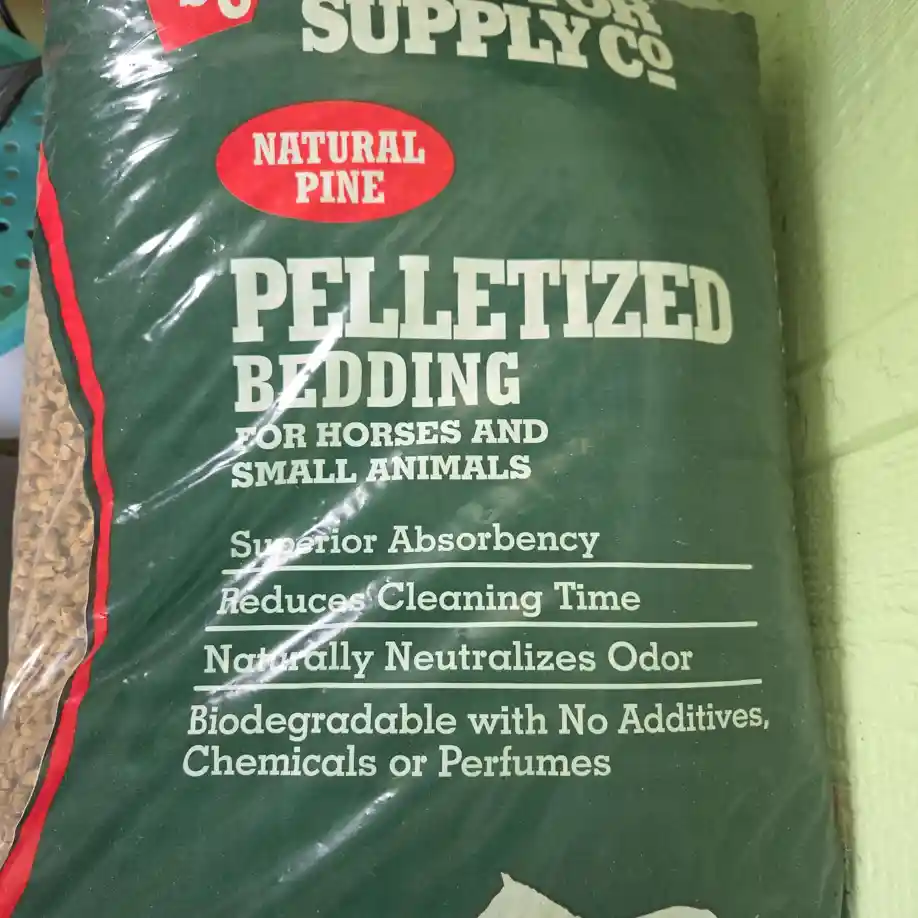 SUPPLY CO
NATURAL
PINE
PELLETIZED
BEDDING
FOR HORSES AND
SMALL ANIMALS
Superior Absorbency
Reduces Cleaning Time
Naturally Neutralizes Odor
Biodegradable with No Additives,
Chemicals or Perfumes